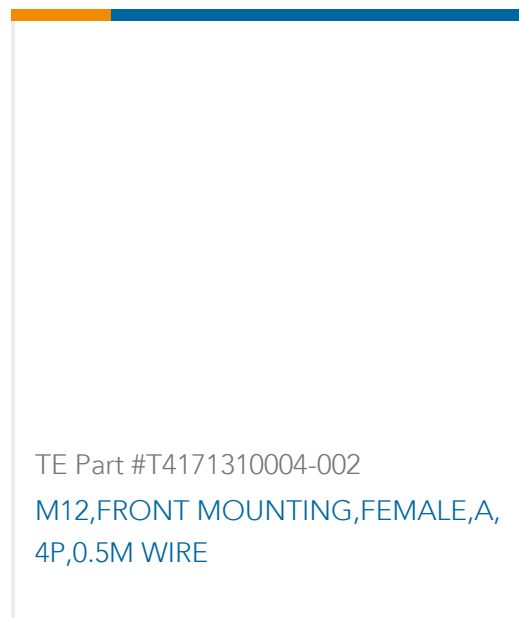 TE Part #T4171310004-002
M12,FRONT MOUNTING,FEMALE,A,
4P,0.5M WIRE